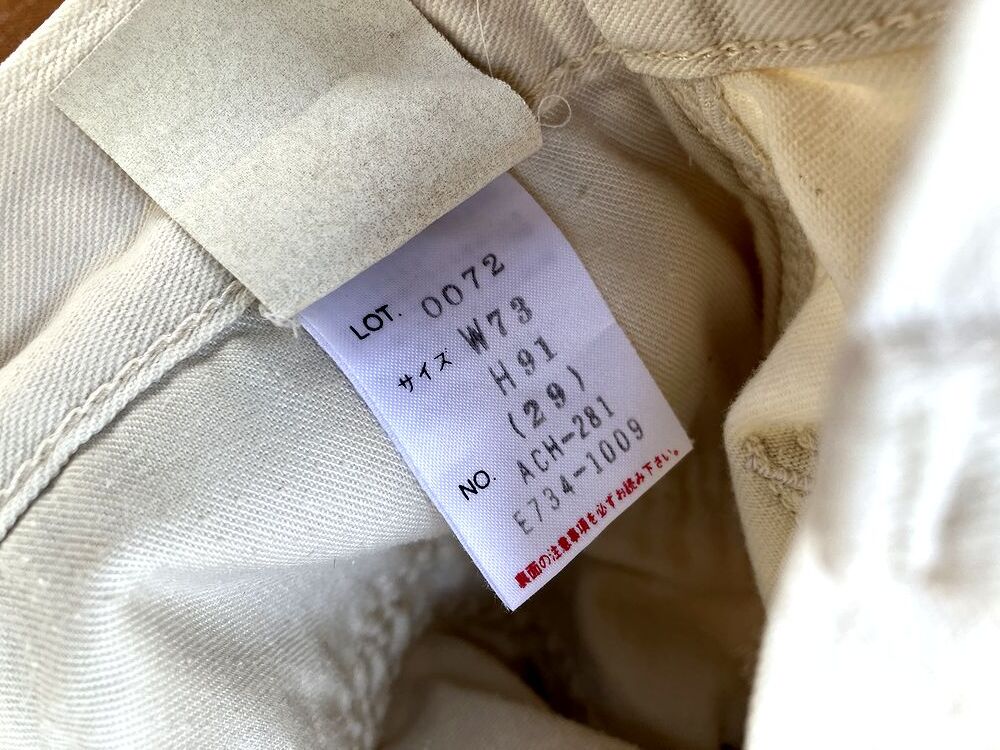 LOT. 0072
サイズ W73
H91
(29)
NO. ACH-281
E734-1009
裏面の注意事項を必ずお読み下さい。